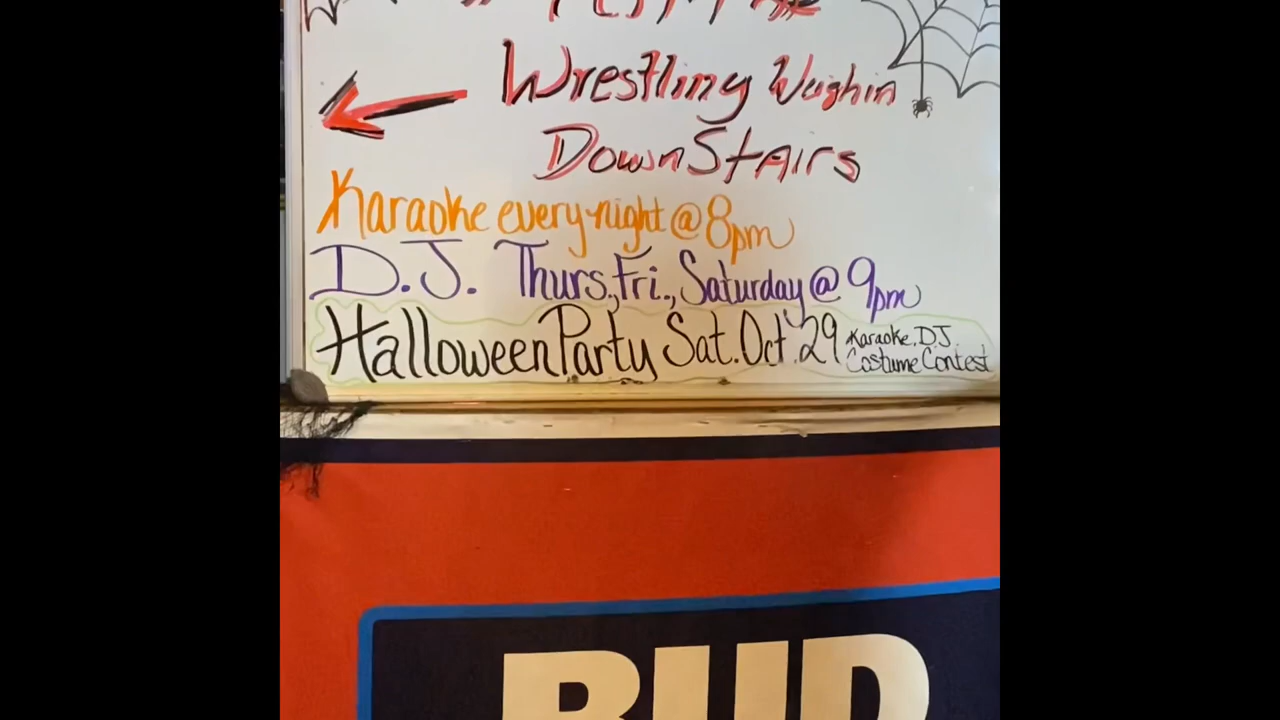 Wrestling Weighin
DownStairs
Karaoke every night @ 8pm
D.J. Thurs., Fri., Saturday @ 9pm
Halloween Party Sat. Oct. 29 Karaoke, DJ
Costume Contest
BUD